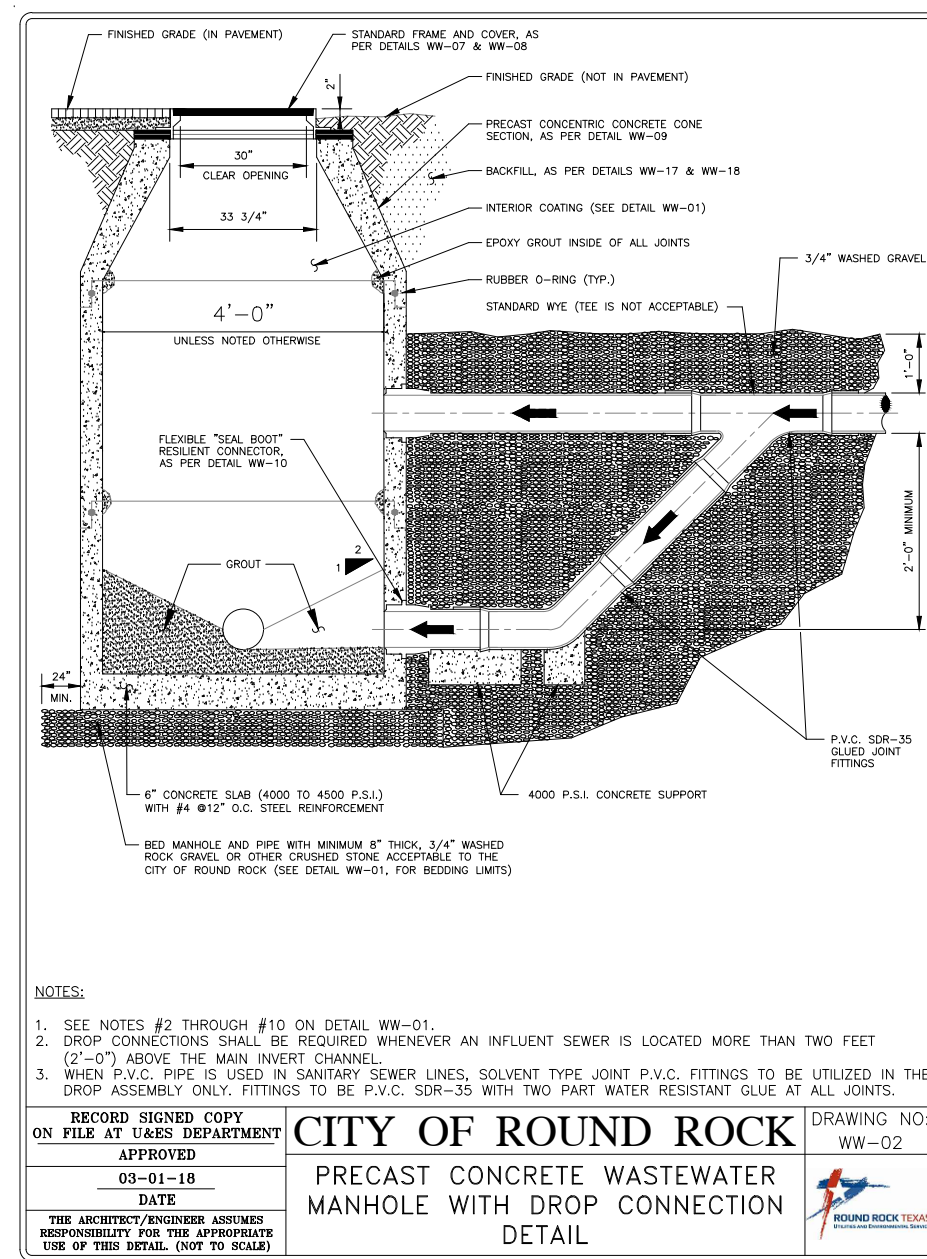 FINISHED GRADE (IN PAVEMENT)
STANDARD FRAME AND COVER, AS
PER DETAILS WW-07 & WW-08
2"
FINISHED GRADE (NOT IN PAVEMENT)
PRECAST CONCENTRIC CONCRETE CONE
SECTION, AS PER DETAIL WW-09
30"
CLEAR OPENING
BACKFILL, AS PER DETAILS WW-17 & WW-18
33 3/4"
INTERIOR COATING (SEE DETAIL WW-01)
EPOXY GROUT INSIDE OF ALL JOINTS
3/4" WASHED GRAVEL
RUBBER O-RING (TYP.)
4'-0"
UNLESS NOTED OTHERWISE
STANDARD WYE (TEE IS NOT ACCEPTABLE)
1'-0"
FLEXIBLE "SEAL BOOT"
RESILIENT CONNECTOR,
AS PER DETAIL WW-10
2'-0" MINIMUM
2
1
GROUT
24"
MIN.
P.V.C. SDR-35
GLUED JOINT
FITTINGS
6" CONCRETE SLAB (4000 TO 4500 P.S.I.)
WITH #4 @12" O.C. STEEL REINFORCEMENT
4000 P.S.I. CONCRETE SUPPORT
BED MANHOLE AND PIPE WITH MINIMUM 8" THICK, 3/4" WASHED
ROCK GRAVEL OR OTHER CRUSHED STONE ACCEPTABLE TO THE
CITY OF ROUND ROCK (SEE DETAIL WW-01, FOR BEDDING LIMITS)
NOTES:
1. SEE NOTES #2 THROUGH #10 ON DETAIL WW-01.
2. DROP CONNECTIONS SHALL BE REQUIRED WHENEVER AN INFLUENT SEWER IS LOCATED MORE THAN TWO FEET
(2'-0") ABOVE THE MAIN INVERT CHANNEL.
3. WHEN P.V.C. PIPE IS USED IN SANITARY SEWER LINES, SOLVENT TYPE JOINT P.V.C. FITTINGS TO BE UTILIZED IN THE
DROP ASSEMBLY ONLY. FITTINGS TO BE P.V.C. SDR-35 WITH TWO PART WATER RESISTANT GLUE AT ALL JOINTS.
RECORD SIGNED COPY
ON FILE AT U&ES DEPARTMENT
APPROVED
03-01-18
DATE
THE ARCHITECT/ENGINEER ASSUMES
RESPONSIBILITY FOR THE APPROPRIATE
USE OF THIS DETAIL. (NOT TO SCALE)
CITY OF ROUND ROCK
PRECAST CONCRETE WASTEWATER
MANHOLE WITH DROP CONNECTION
DETAIL
DRAWING NO:
WW-02
ROUND ROCK TEXAS
UTILITIES AND ENVIRONMENTAL SERVICES